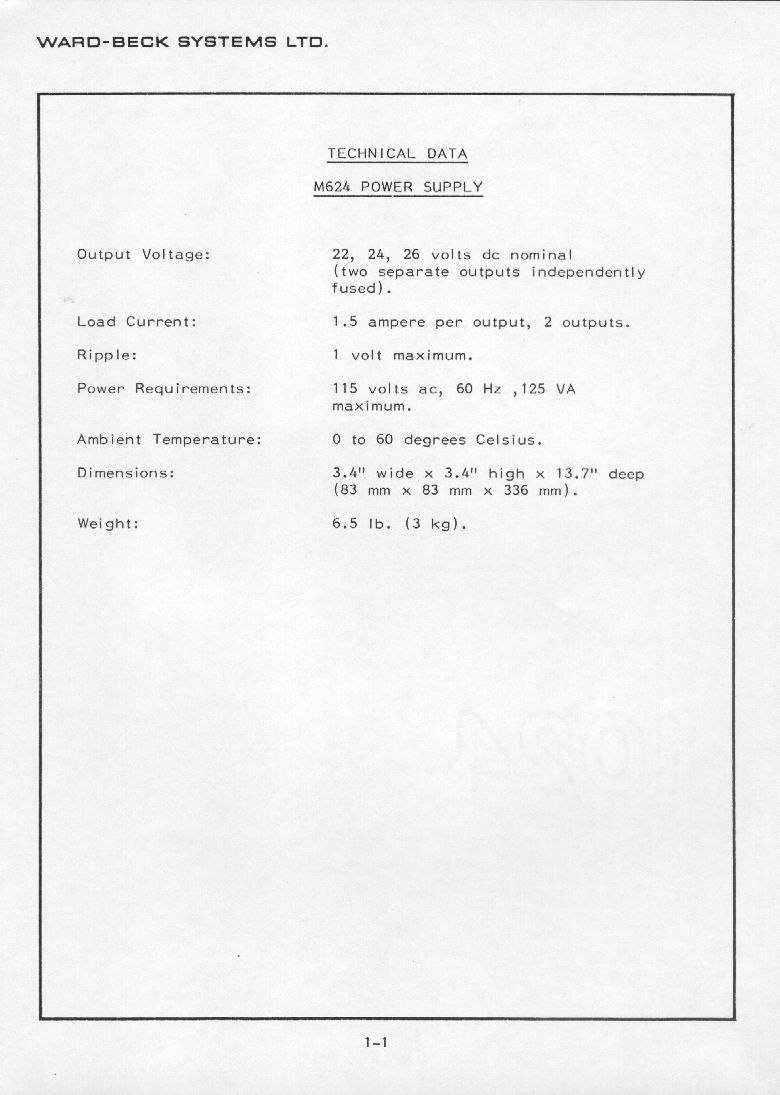 WARD-BECK SYSTEMS LTD.
TECHNICAL DATA
M624 POWER SUPPLY
Output Voltage: 22, 24, 26 volts dc nominal
(two separate outputs independently
fused).
Load Current: 1.5 ampere per output, 2 outputs.
Ripple: 1 volt maximum.
Power Requirements: 115 volts ac, 60 Hz ,125 VA
maximum.
Ambient Temperature: 0 to 60 degrees Celsius.
Dimensions: 3.4" wide x 3.4" high x 13.7" deep
(83 mm x 83 mm x 336 mm).
Weight: 6.5 lb. (3 kg).
1-1